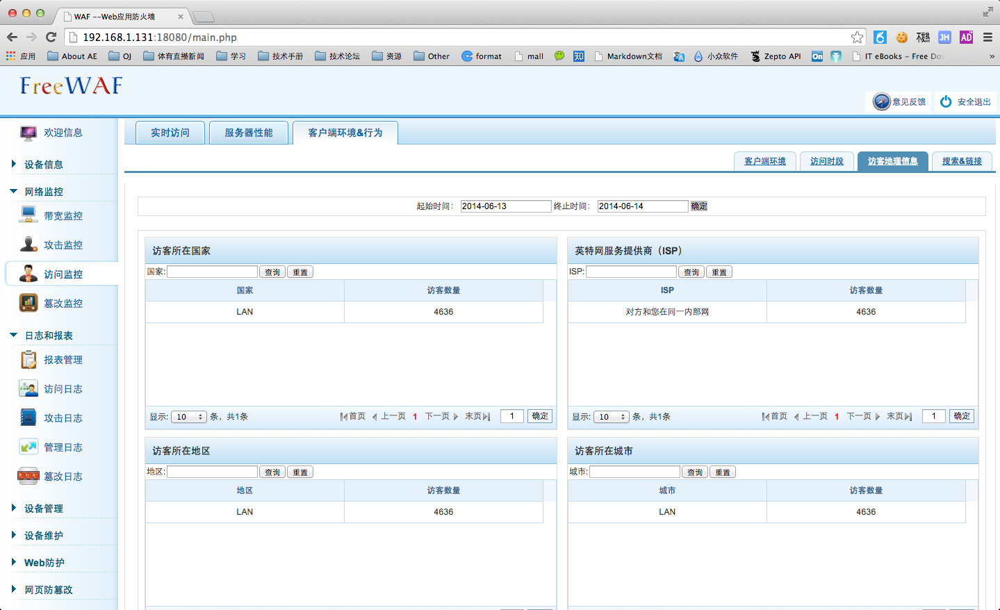 WAF --Web应用防火墙
192.168.1.131:18080/main.php
应用 About AE OJ 体育直播新闻 学习 技术手册 技术论坛 资源 Other format mall 知 Markdown文档 小众软件 Zepto API On IT eBooks - Free Dow »
JH AD
FreeWAF
意见反馈 安全退出
欢迎信息
设备信息
网络监控
带宽监控
攻击监控
访问监控
篡改监控
日志和报表
报表管理
访问日志
攻击日志
管理日志
篡改日志
设备管理
设备维护
Web防护
网页防篡改
实时访问 服务器性能 客户端环境&行为
客户端环境 访问时段 访客地理信息 搜索&链接
起始时间： 2014-06-13 终止时间： 2014-06-14 确定
访客所在国家
国家: 查询 重置
国家 访客数量
LAN 4636
显示: 10 条，共1条 首页 上一页 1 下一页 末页 1 确定
英特网服务提供商（ISP）
ISP: 查询 重置
ISP 访客数量
对方和您在同一内部网 4636
显示: 10 条，共1条 首页 上一页 1 下一页 末页 1 确定
访客所在地区
地区: 查询 重置
地区 访客数量
LAN 4636
访客所在城市
城市: 查询 重置
城市 访客数量
LAN 4636